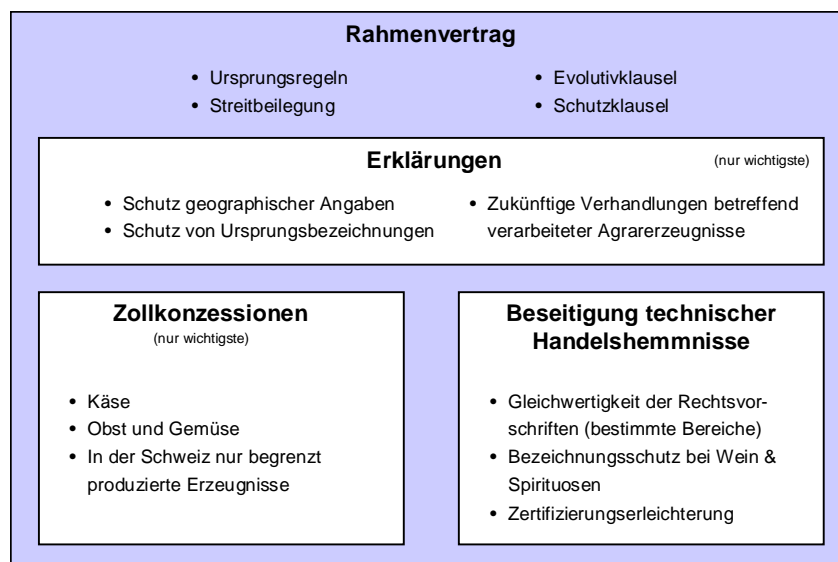 Rahmenvertrag
• Ursprungsregeln
• Streitbeilegung
• Evolutivklausel
• Schutzklausel
Erklärungen (nur wichtigste)
• Schutz geographischer Angaben
• Schutz von Ursprungsbezeichnungen
• Zukünftige Verhandlungen betreffend
verarbeiteter Agrarerzeugnisse
Zollkonzessionen
(nur wichtigste)
• Käse
• Obst und Gemüse
• In der Schweiz nur begrenzt
produzierte Erzeugnisse
Beseitigung technischer
Handelshemmnisse
• Gleichwertigkeit der Rechtsvor-
schriften (bestimmte Bereiche)
• Bezeichnungsschutz bei Wein &
Spirituosen
• Zertifizierungserleichterung